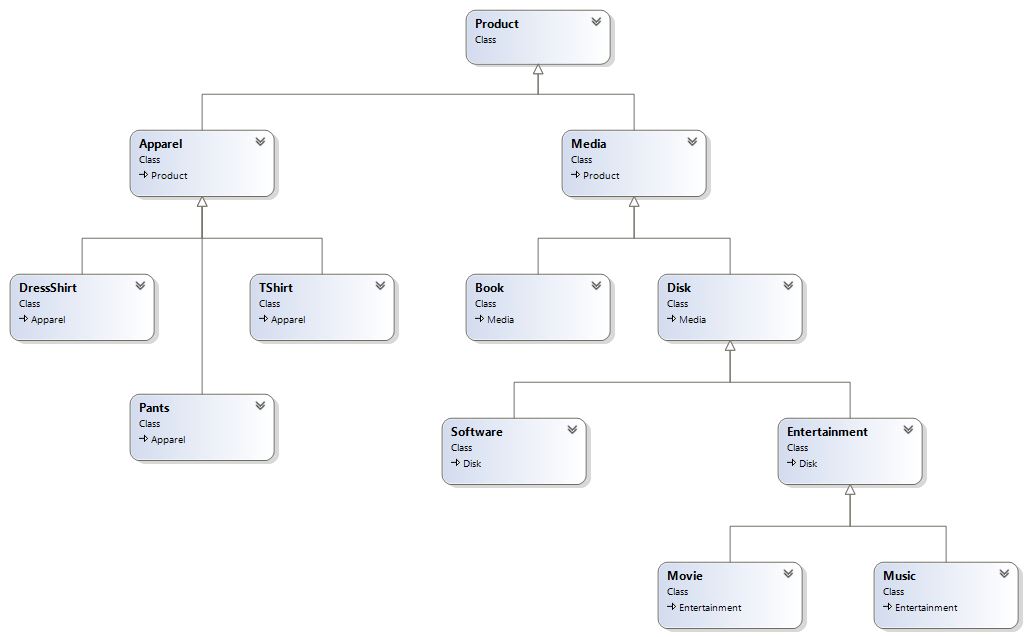 Product
Class
Apparel
Class
Product
Media
Class
Product
DressShirt
Class
Apparel
TShirt
Class
Apparel
Book
Class
Media
Disk
Class
Media
Pants
Class
Apparel
Software
Class
Disk
Entertainment
Class
Disk
Movie
Class
Entertainment
Music
Class
Entertainment